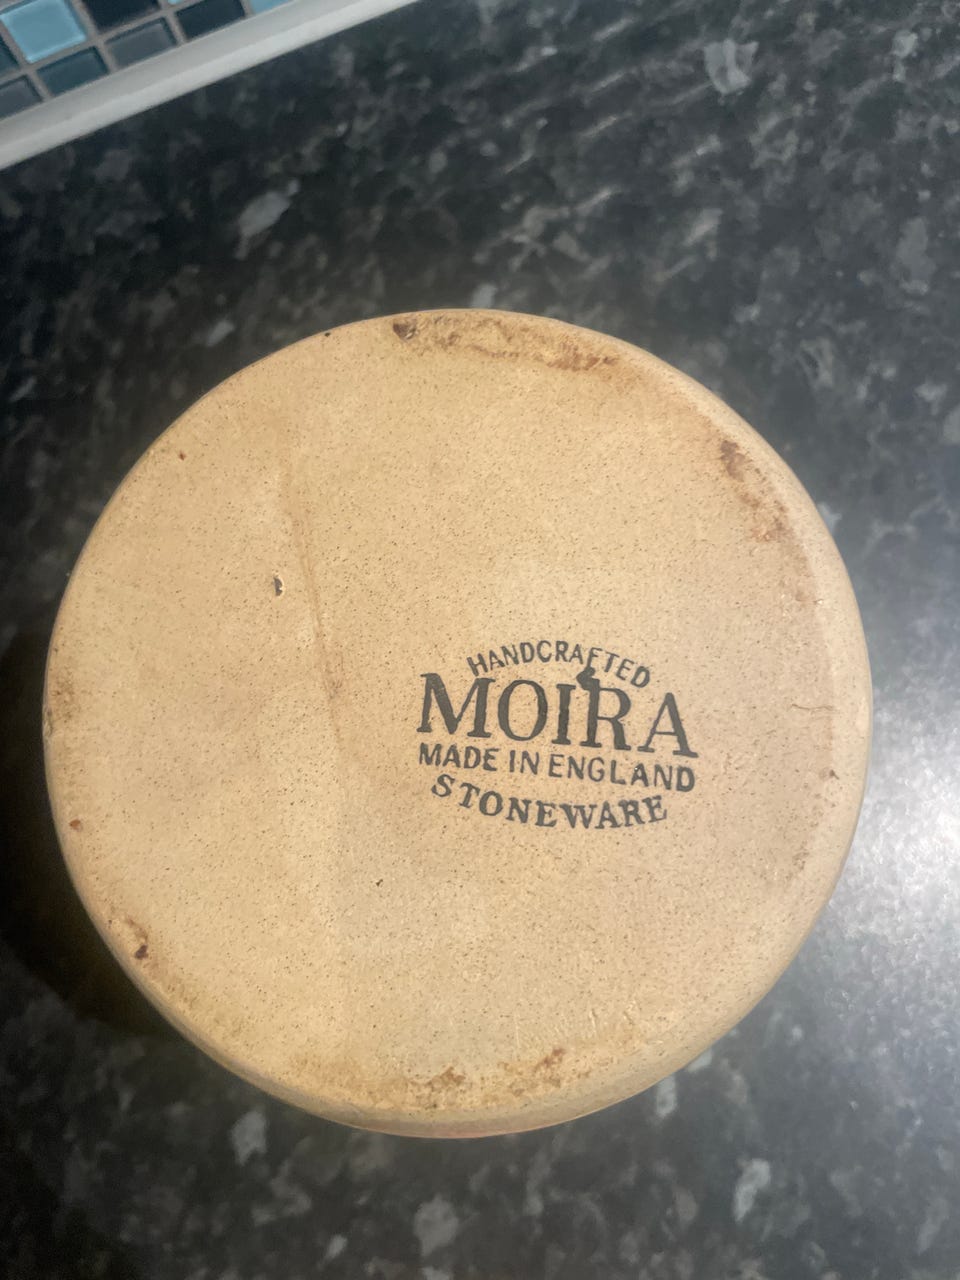 HANDCRAFTED
MOIRA
MADE IN ENGLAND
STONEWARE